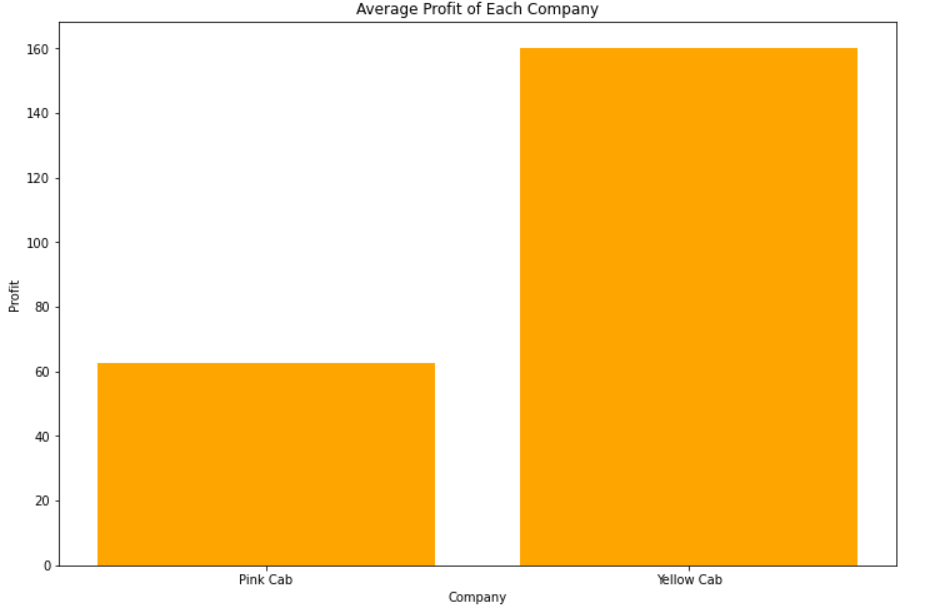 Average Profit of Each Company
160
140
120
100
80
60
40
20
0
Profit
Pink Cab
Yellow Cab
Company